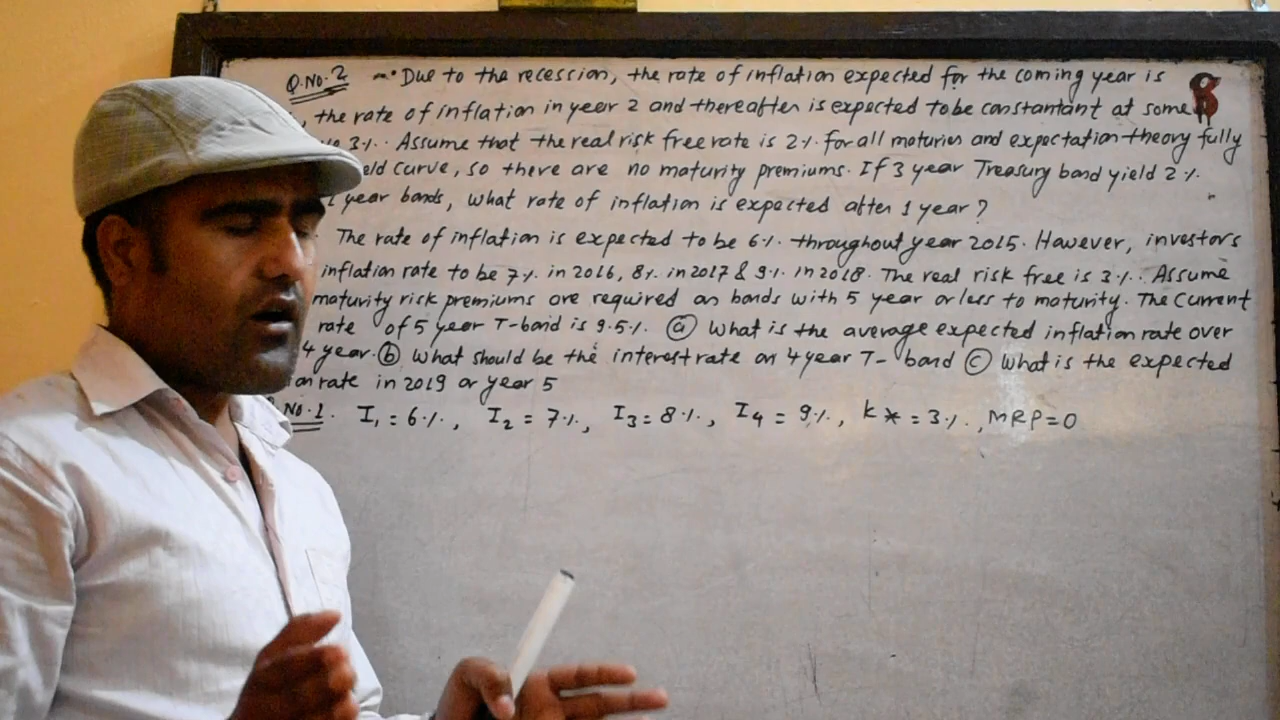 Q.No.2 Due to the recession, the rate of inflation expected for the coming year is
, the rate of inflation in year 2 and thereafter is expected to be constantant at some
3%. Assume that the real risk free rate is 2% for all maturies and expectation theory fully
eld curve, so there are no maturity premiums. If 3 year Treasury bond yield 2%.
1 year bonds, what rate of inflation is expected after 1 year?
The rate of inflation is expected to be 6% throughout year 2015. However, investors
inflation rate to be 7% in 2016, 8% in 2017 & 9% in 2018. The real risk free is 3%. Assume
maturity risk premiums are required on bonds with 5 year or less to maturity. The current
rate of 5 year T-bond is 9.5%. (a) What is the average expected inflation rate over
4 year. (b) What should be the interest rate on 4 year T- bond (c) What is the expected
on rate in 2019 or year 5
No.1. I₁ = 6%, I₂ = 7%, I₃ = 8%, I₄ = 9%, k* = 3%, MRP=0
8